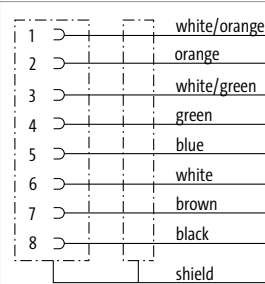 1 white/orange
2 orange
3 white/green
4 green
5 blue
6 white
7 brown
8 black
shield